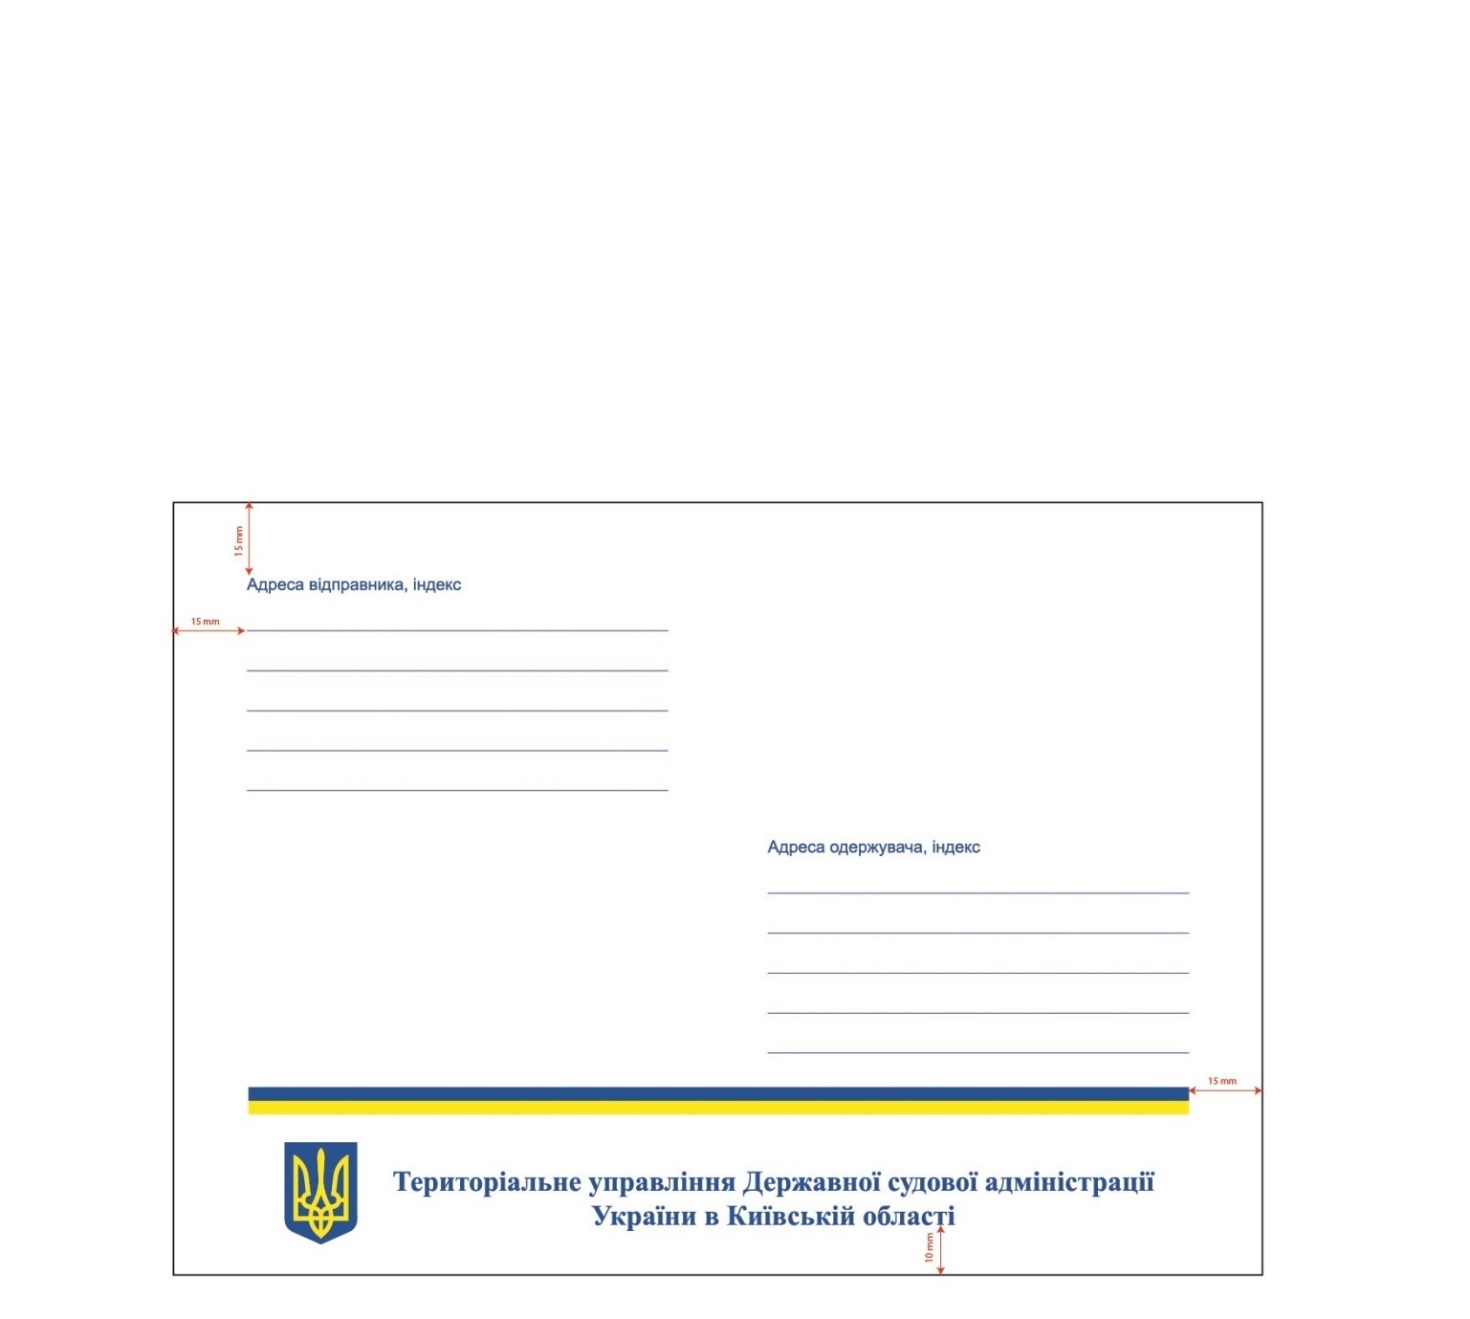 15 mm
Адреса відправника, індекс
15 mm
Адреса одержувача, індекс
15 mm
Територіальне управління Державної судової адміністрації
України в Київській області
10 mm